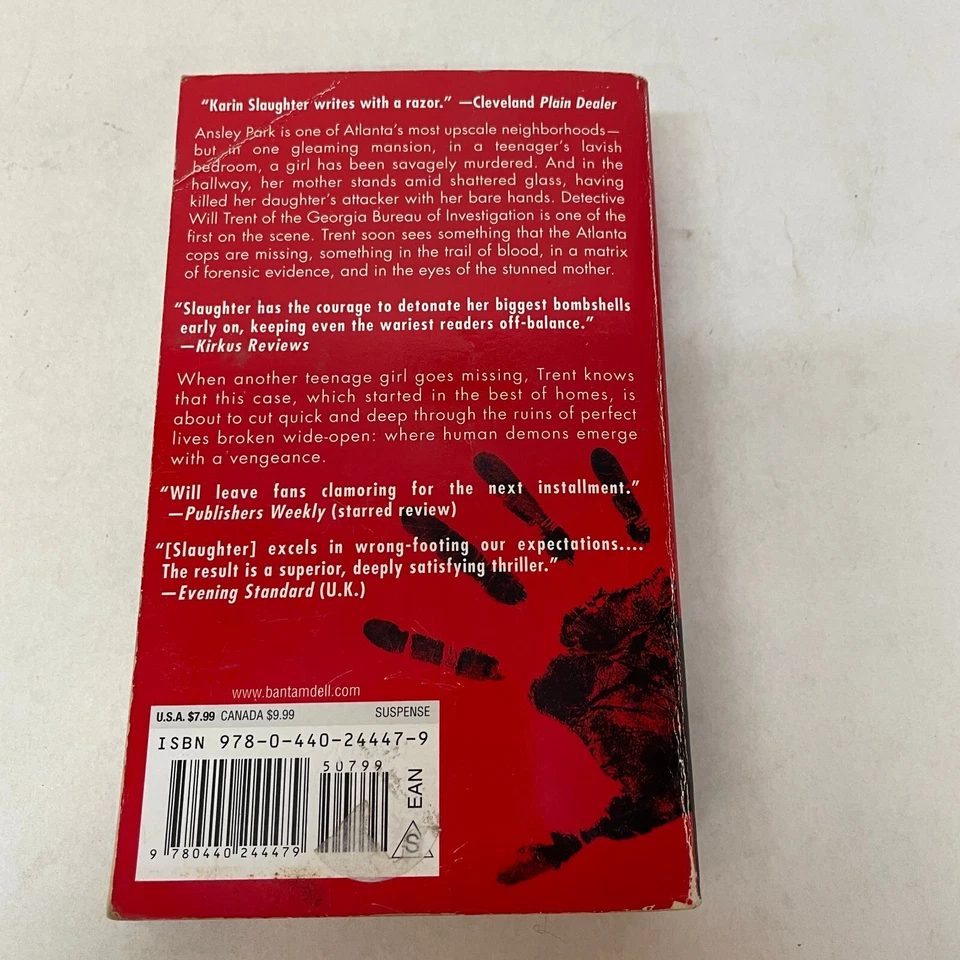 “Karin Slaughter writes with a razor.” —Cleveland Plain Dealer
Ansley Park is one of Atlanta’s most upscale neighborhoods—
but in one gleaming mansion, in a teenager’s lavish
bedroom, a girl has been savagely murdered. And in the
hallway, her mother stands amid shattered glass, having
killed her daughter’s attacker with her bare hands. Detective
Will Trent of the Georgia Bureau of Investigation is one of the
first on the scene. Trent soon sees something that the Atlanta
cops are missing, something in the trail of blood, in a matrix
of forensic evidence, and in the eyes of the stunned mother.
“Slaughter has the courage to detonate her biggest bombshells
early on, keeping even the wariest readers off-balance.”
—Kirkus Reviews
When another teenage girl goes missing, Trent knows
that this case, which started in the best of homes, is
about to cut quick and deep through the ruins of perfect
lives broken wide-open: where human demons emerge
with a vengeance.
“Will leave fans clamoring for the next installment.”
—Publishers Weekly (starred review)
“[Slaughter] excels in wrong-footing our expectations....
The result is a superior, deeply satisfying thriller.”
—Evening Standard (U.K.)
www.bantamdell.com
U.S.A. $7.99 CANADA $9.99 SUSPENSE
ISBN 978-0-440-24447-9
50799
EAN
S
9 780440 244479